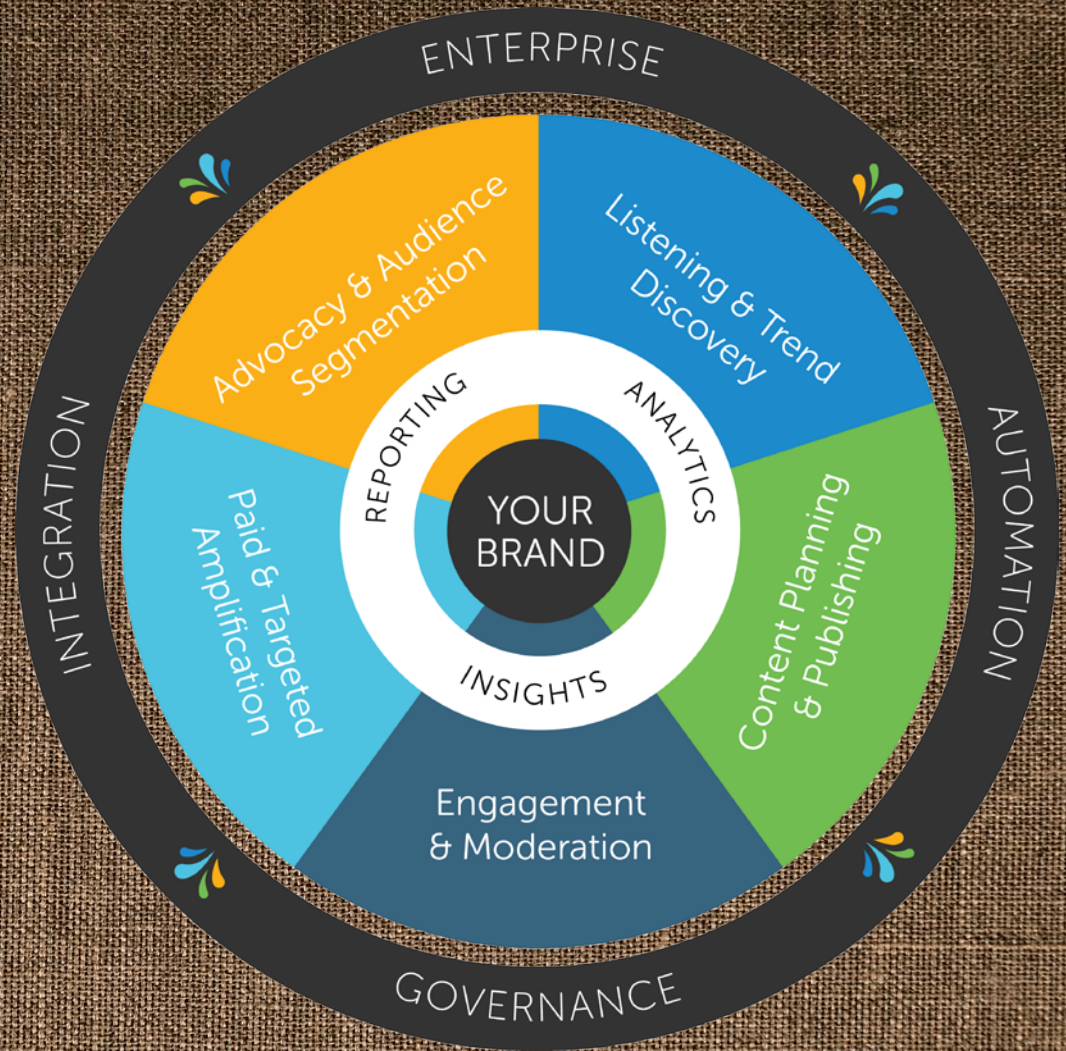 ENTERPRISE
Advocacy & Audience
Segmentation
Listening & Trend
Discovery
REPORTING
ANALYTICS
INTEGRATION
AUTOMATION
YOUR
BRAND
Paid & Targeted
Amplification
Content Planning
& Publishing
INSIGHTS
Engagement
& Moderation
GOVERNANCE